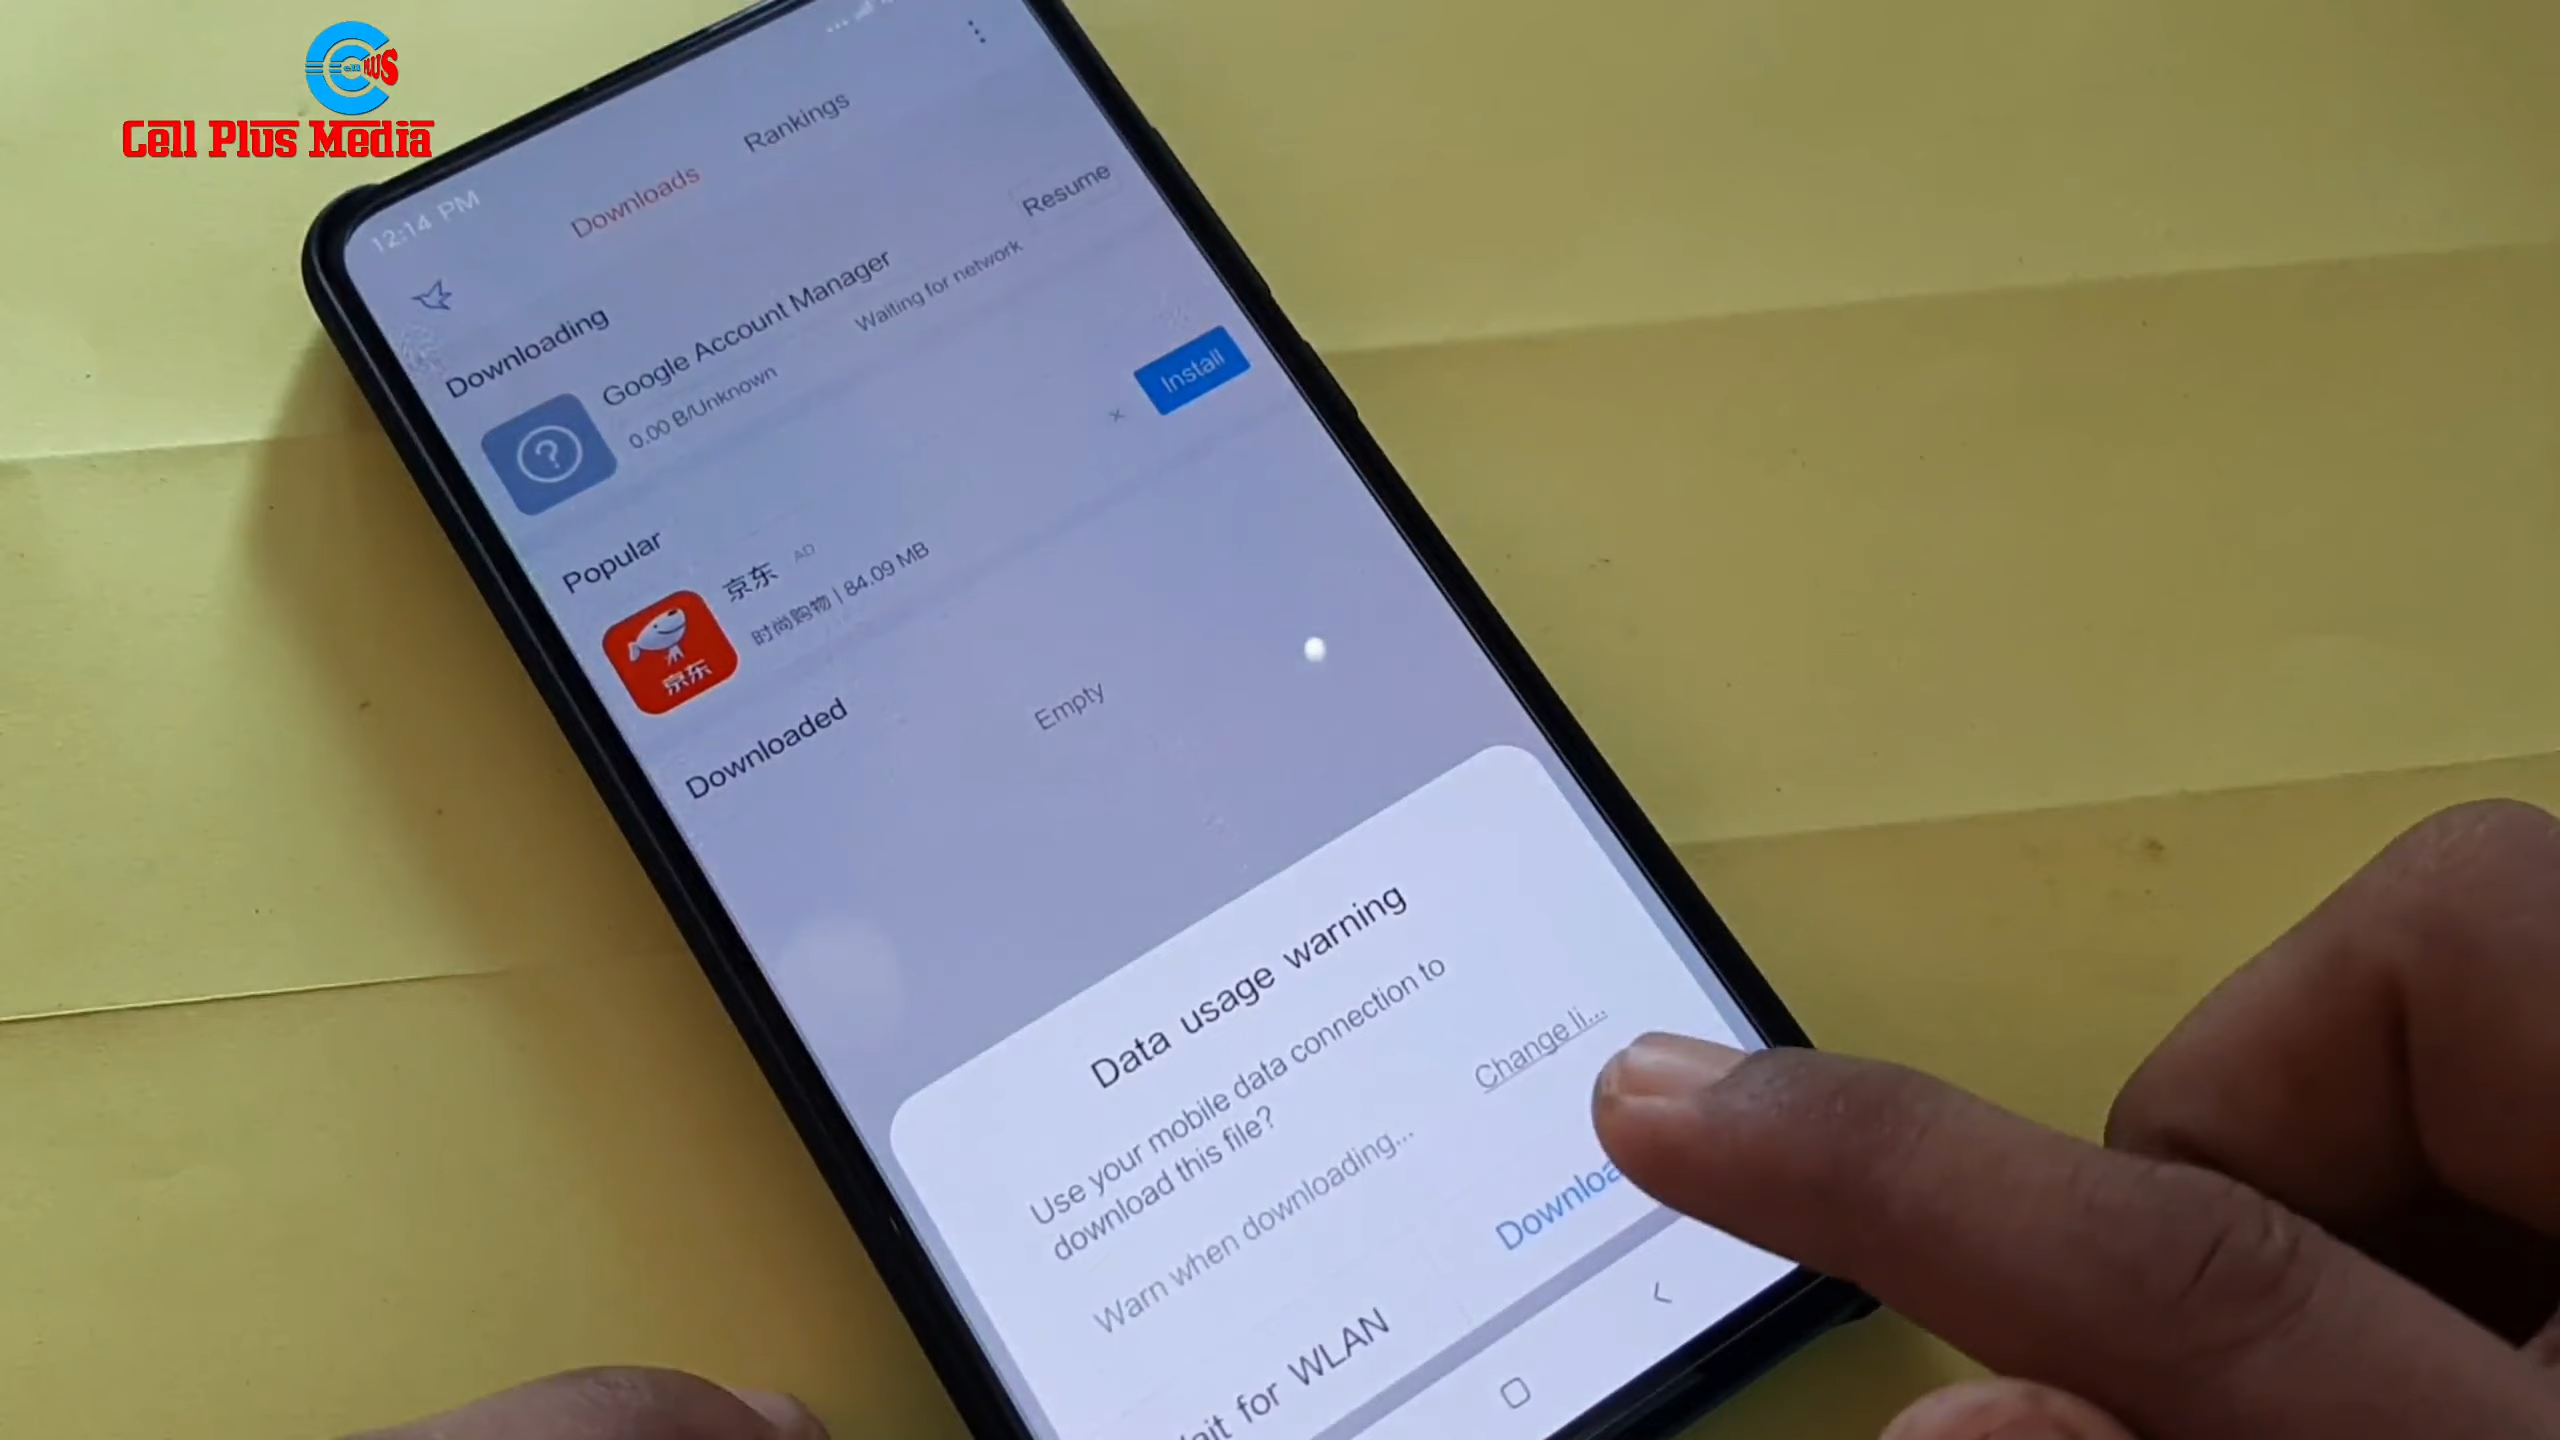 Cell PLUS
Cell Plus Media
12:14 PM
Downloads
Rankings
Downloading
Google Account Manager
0.00 B/Unknown
Waiting for network
Resume
Popular
京东
AD
时尚购物 | 84.09 MB
Install
京东
Downloaded
Empty
Data usage warning
Use your mobile data connection to
download this file?
Warn when downloading...
Change li...
for WLAN